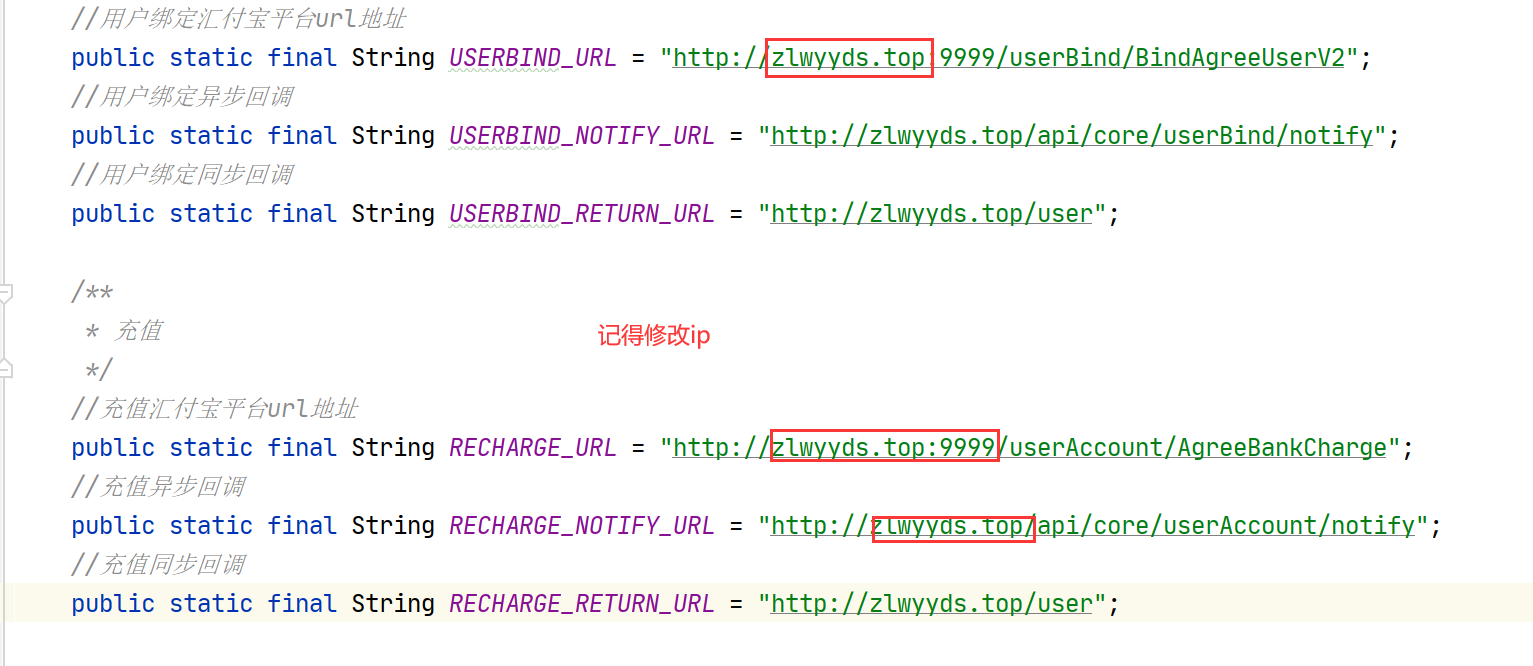 //用户绑定汇付宝平台url地址
public static final String USERBIND_URL = "http://zlwyyds.top:9999/userBind/BindAgreeUserV2";
//用户绑定异步回调
public static final String USERBIND_NOTIFY_URL = "http://zlwyyds.top/api/core/userBind/notify";
//用户绑定同步回调
public static final String USERBIND_RETURN_URL = "http://zlwyyds.top/user";
/**
* 充值
记得修改ip
*/
//充值汇付宝平台url地址
public static final String RECHARGE_URL = "http://zlwyyds.top:9999/userAccount/AgreeBankCharge";
//充值异步回调
public static final String RECHARGE_NOTIFY_URL = "http://zlwyyds.top/api/core/userAccount/notify";
//充值同步回调
public static final String RECHARGE_RETURN_URL = "http://zlwyyds.top/user";